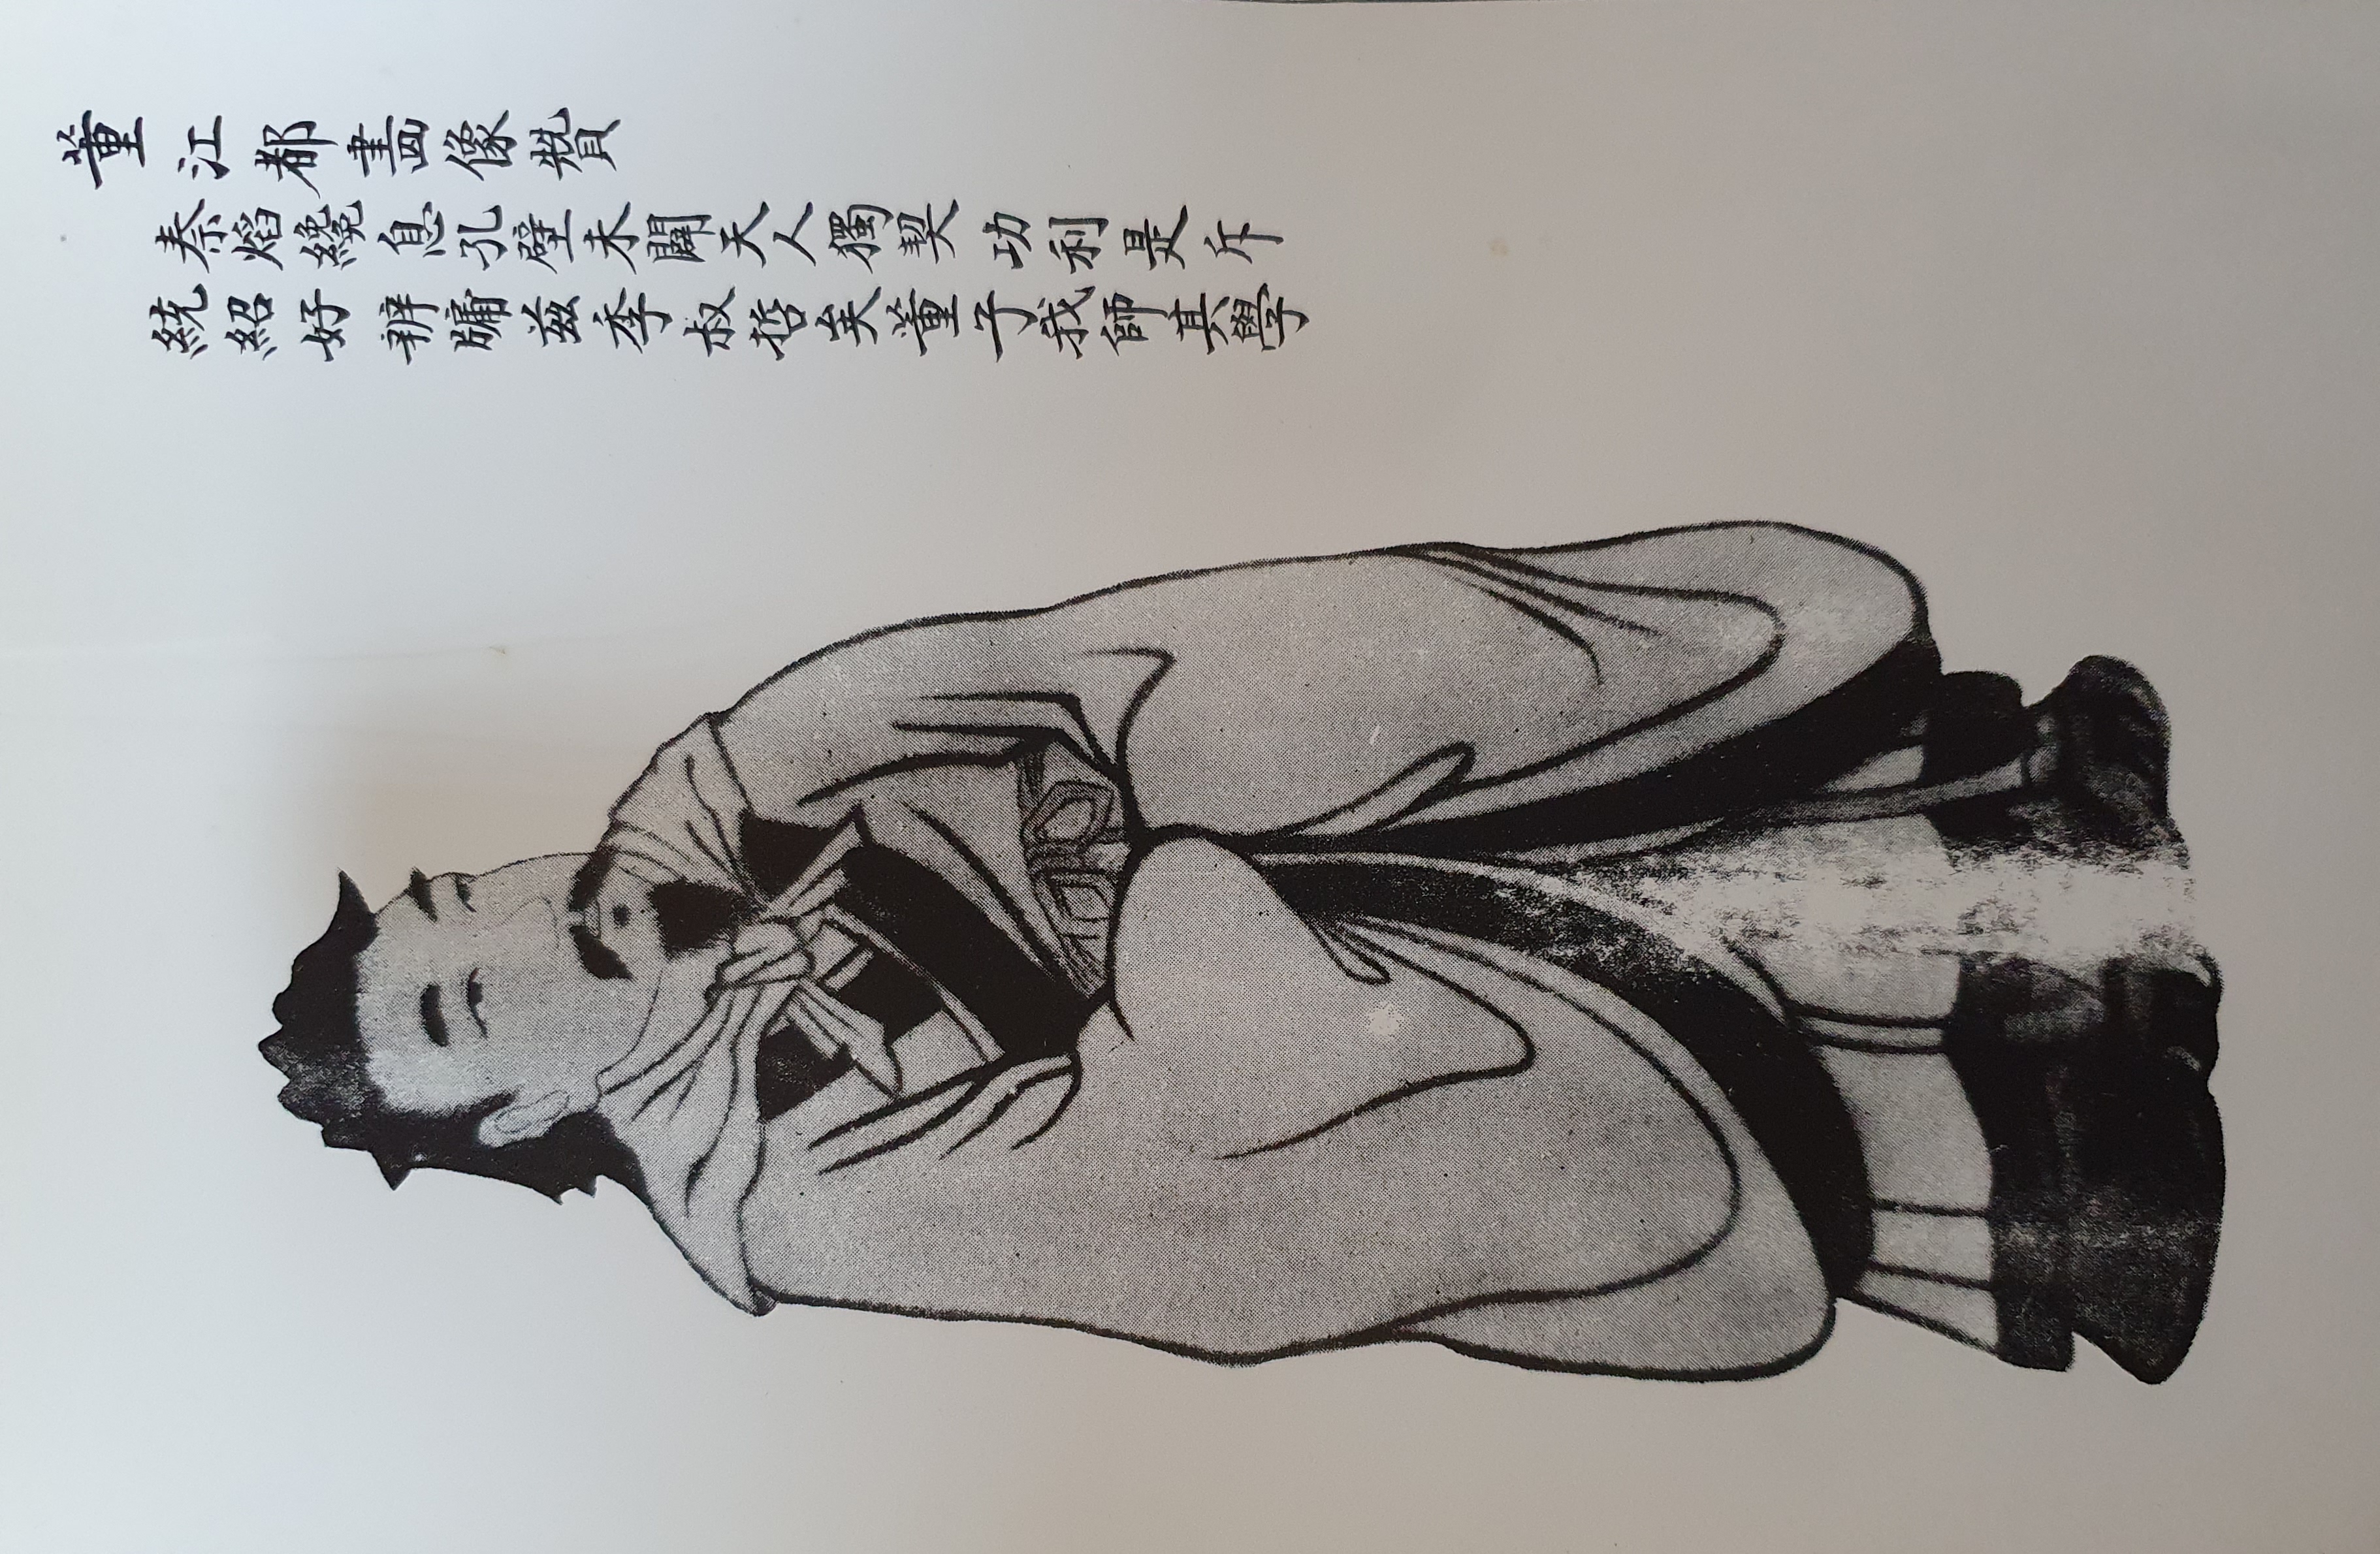 董江都畫像贊
秦焰纔息孔壁未闢天人獨契功利是斥
統紹好辨牖茲季叔哲矣董子我師其學